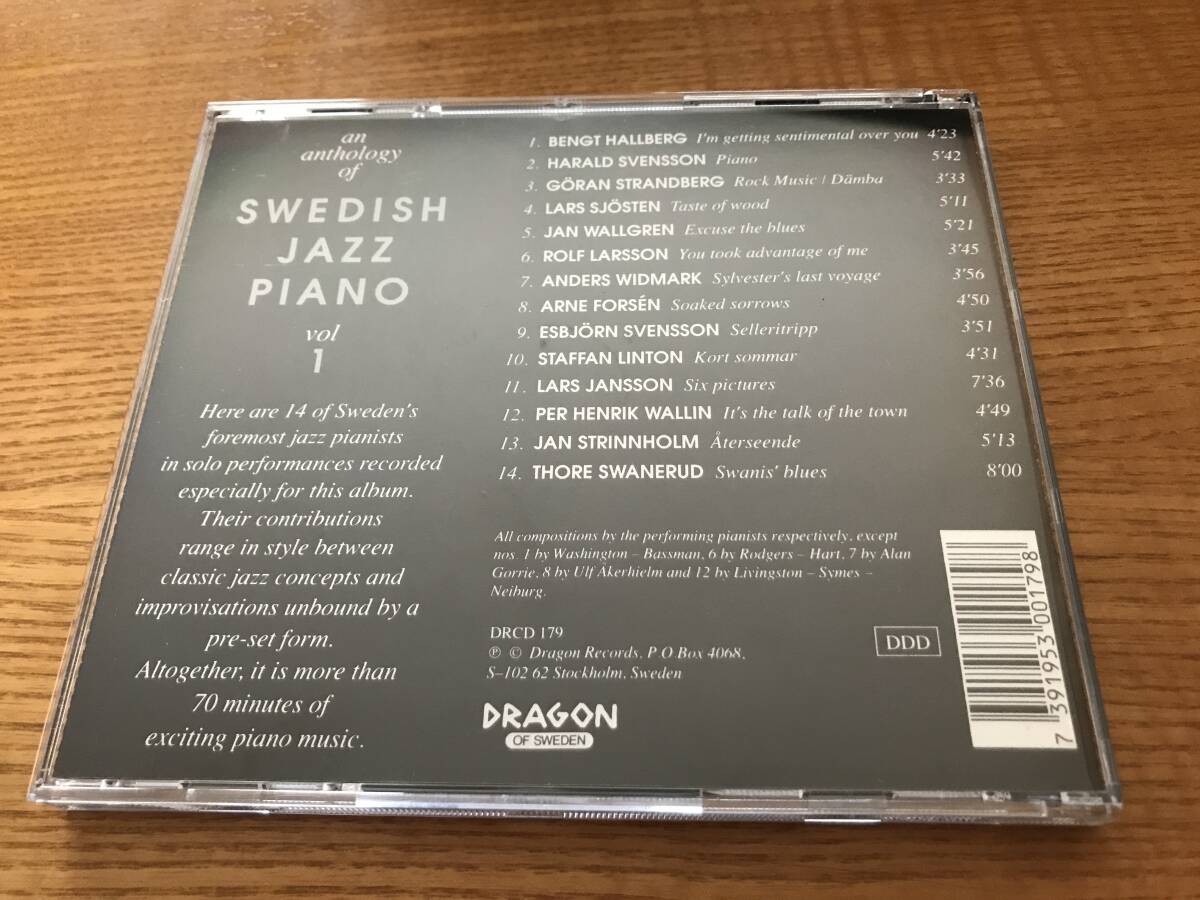 an
anthology
of
SWEDISH
JAZZ
PIANO
vol
1
Here are 14 of Sweden's
foremost jazz pianists
in solo performances recorded
especially for this album.
Their contributions
range in style between
classic jazz concepts and
improvisations unbound by a
pre-set form.
Altogether, it is more than
70 minutes of
exciting piano music.
1. BENGT HALLBERG I'm getting sentimental over you 4'23
2. HARALD SVENSSON Piano 5'42
3. GÖRAN STRANDBERG Rock Music / Dämba 3'33
4. LARS SJÖSTEN Taste of wood 5'11
5. JAN WALLGREN Excuse the blues 5'21
6. ROLF LARSSON You took advantage of me 3'45
7. ANDERS WIDMARK Sylvester's last voyage 3'56
8. ARNE FORSÉN Soaked sorrows 4'50
9. ESBJÖRN SVENSSON Selleritripp 3'51
10. STAFFAN LINTON Kort sommar 4'31
11. LARS JANSSON Six pictures 7'36
12. PER HENRIK WALLIN It's the talk of the town 4'49
13. JAN STRINNHOLM Återseende 5'13
14. THORE SWANERUD Swanis' blues 8'00
All compositions by the performing pianists respectively, except
nos. 1 by Washington – Bassman, 6 by Rodgers – Hart, 7 by Alan
Gorrie, 8 by Ulf Åkerhielm and 12 by Livingston – Symes –
Neiburg.
DRCD 179
℗ © Dragon Records, P.O Box 4068,
S–102 62 Stockholm, Sweden
DDD
DRAGON
OF SWEDEN
7 391953 001798